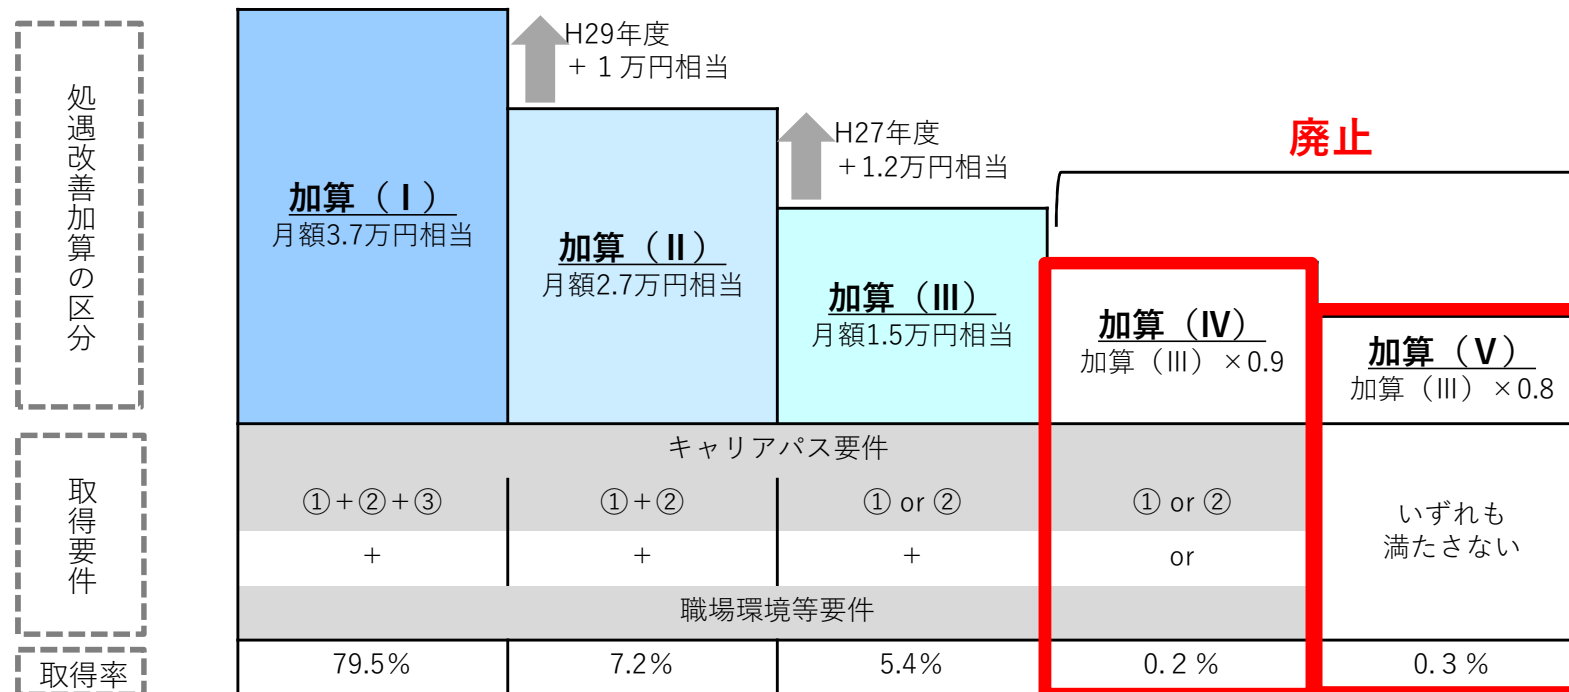 処遇改善加算の区分
H29年度
＋１万円相当
H27年度
＋1.2万円相当
廃止
加算（Ⅰ）
月額3.7万円相当
加算（Ⅱ）
月額2.7万円相当
加算（Ⅲ）
月額1.5万円相当
加算（Ⅳ）
加算（Ⅲ）×0.9
加算（Ⅴ）
加算（Ⅲ）×0.8
取得要件
キャリアパス要件
①＋②＋③
①＋②
① or ②
① or ②
いずれも
満たさない
＋
＋
＋
or
職場環境等要件
取得率
79.5%
7.2%
5.4%
0.2％
0.3％